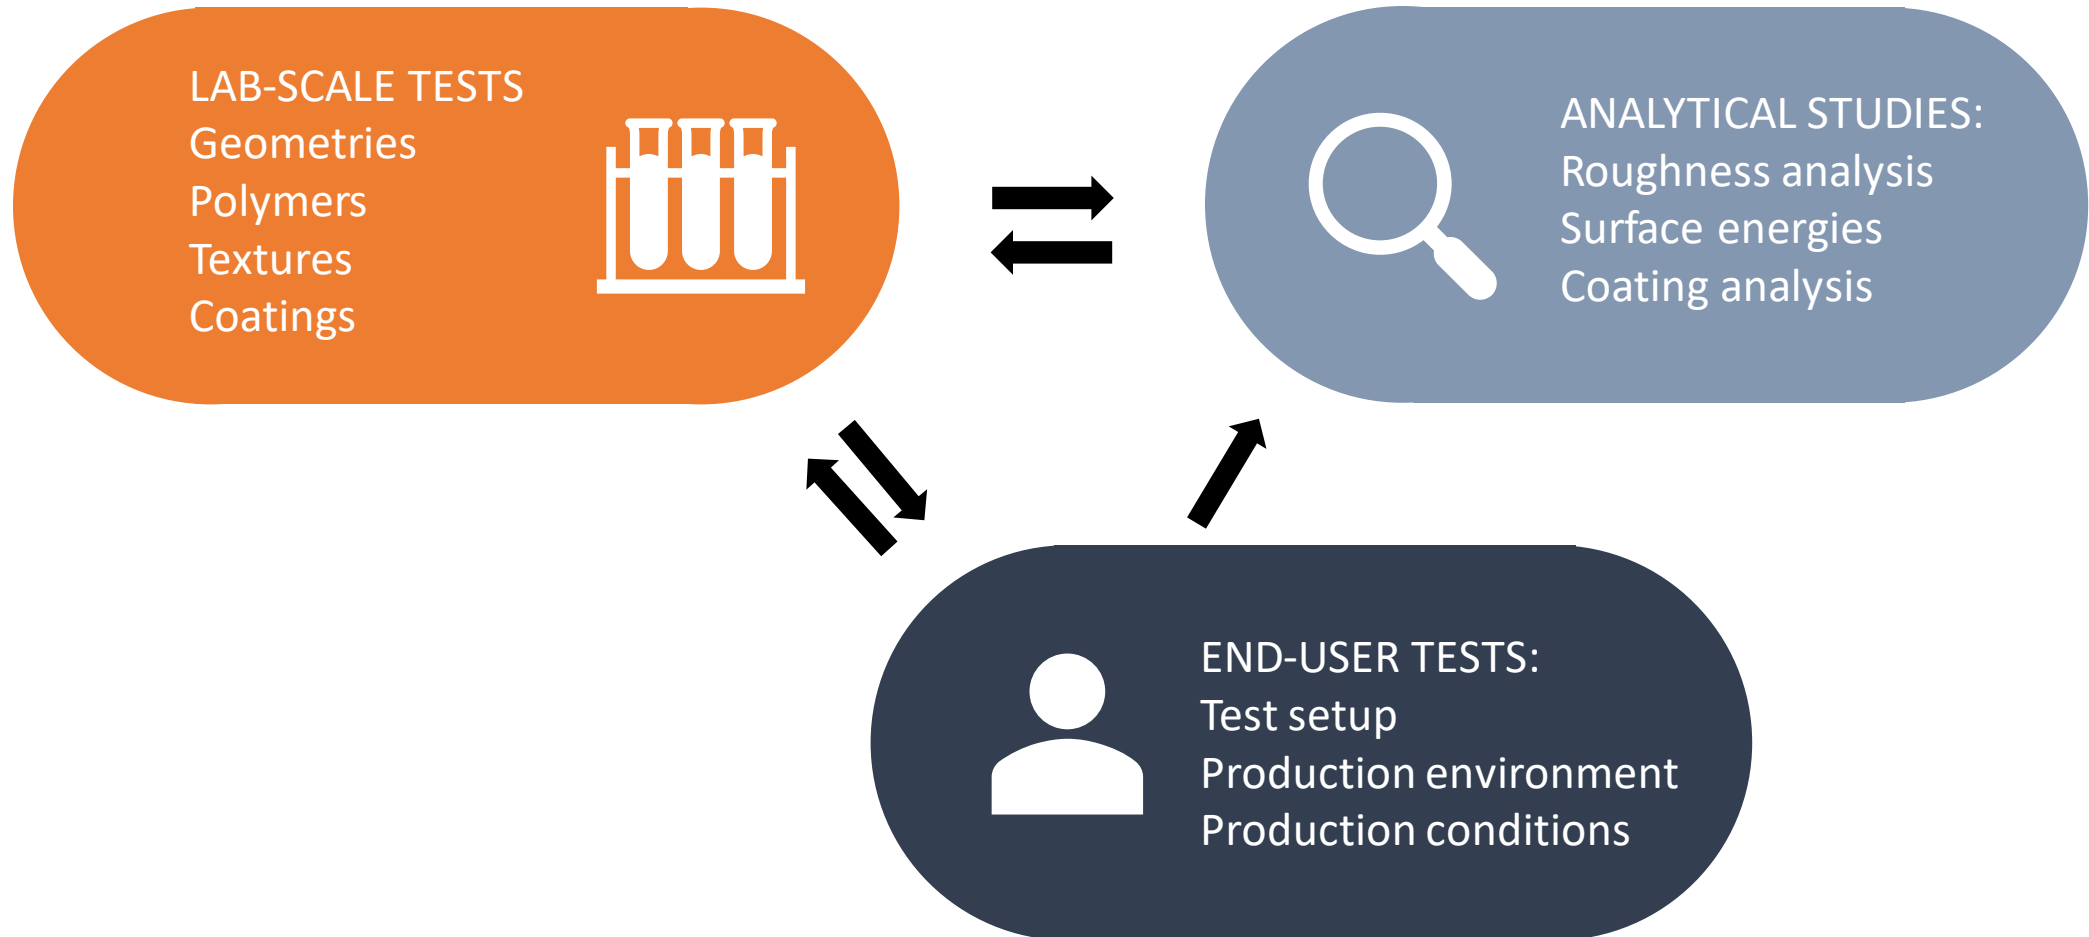 LAB-SCALE TESTS
Geometries
Polymers
Textures
Coatings
ANALYTICAL STUDIES:
Roughness analysis
Surface energies
Coating analysis
END-USER TESTS:
Test setup
Production environment
Production conditions